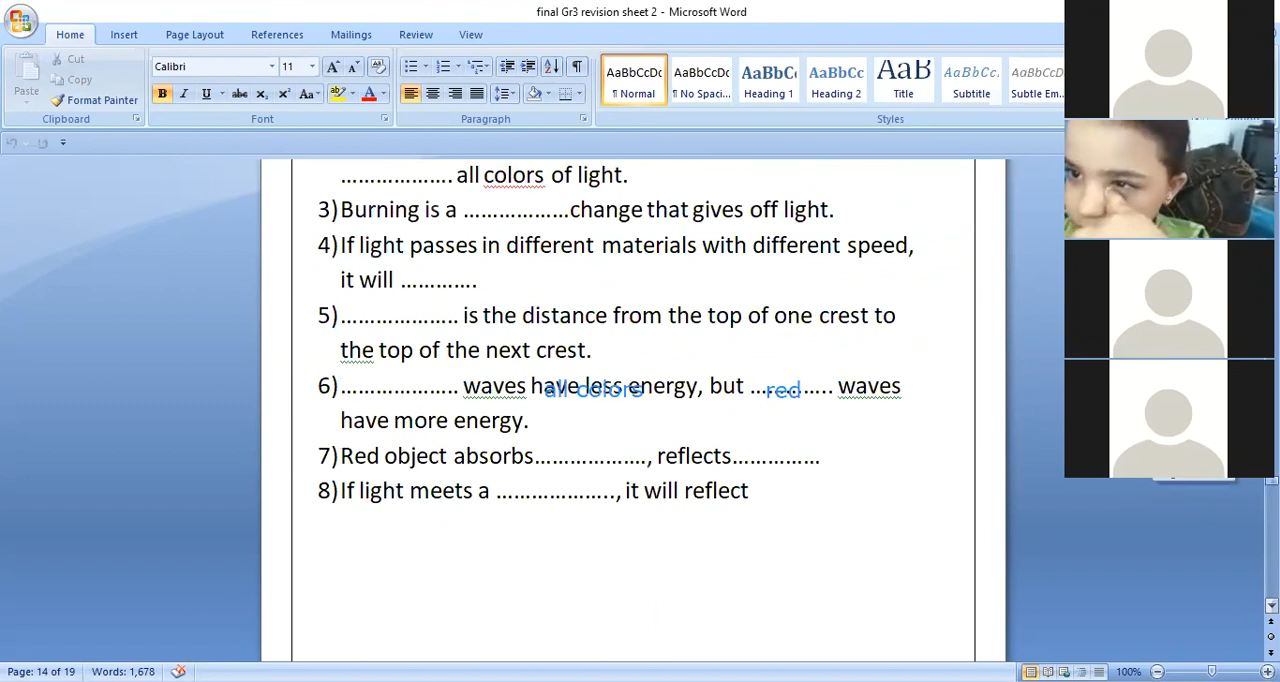 final Gr3 revision sheet 2 - Microsoft Word
Home Insert Page Layout References Mailings Review View
Paste
Cut
Copy
Format Painter
Clipboard
Calibri 11
B I U abc X₂ X² Aa
Font
Paragraph
AaBbCcDc AaBbCcDc AaBbC AaBbCc AaB AaBbCc. AaBbCcDc
¶ Normal ¶ No Spaci... Heading 1 Heading 2 Title Subtitle Subtle Em...
Styles
.................. all colors of light.
3) Burning is a ..................change that gives off light.
4) If light passes in different materials with different speed,
it will .............
5) .................... is the distance from the top of one crest to
the top of the next crest.
6) .................... waves have less energy, but .............. waves
all colors red
have more energy.
7) Red object absorbs..................., reflects...............
8) If light meets a ....................., it will reflect
Page: 14 of 19 Words: 1,678 100%